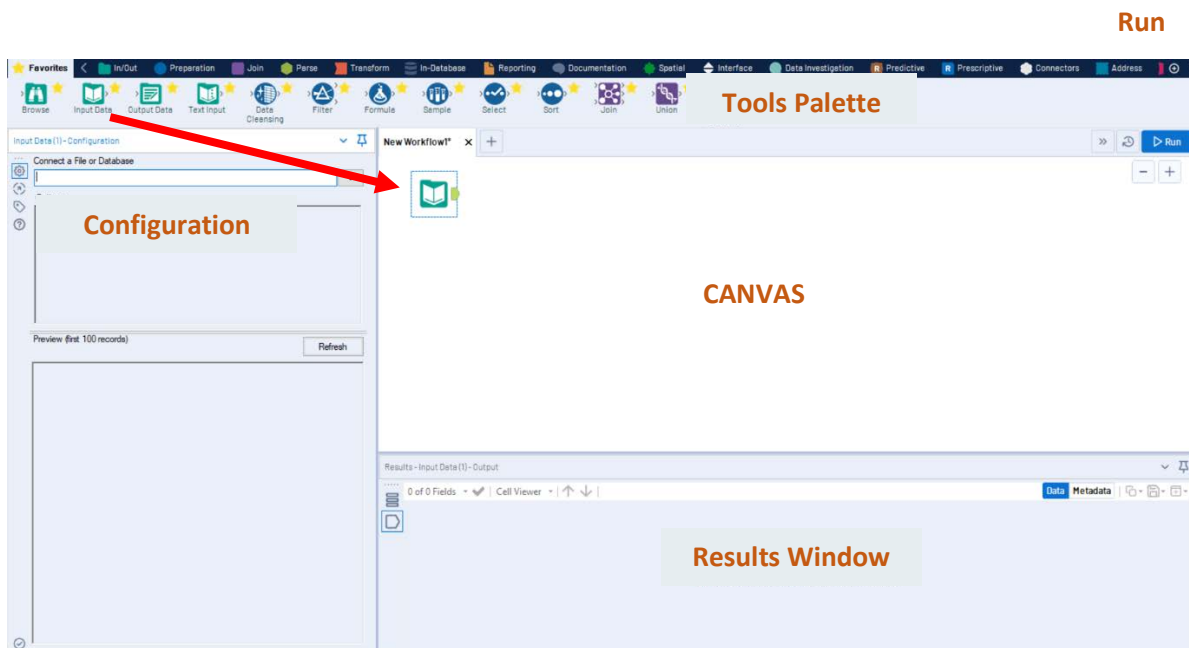 Run
Favorites In/Out Preparation Join Parse Transform In-Database Reporting Documentation Spatial Interface Data Investigation R Predictive R Prescriptive Connectors Address
Browse Input Data Output Data Text Input Data Cleansing Filter Formula Sample Select Sort Join Union
Tools Palette
Input Data (1) - Configuration
New Workflow1* x +
Run
Connect a File or Database
- +
Configuration
CANVAS
Preview (first 100 records)
Refresh
Results - Input Data (1) - Output
0 of 0 Fields Cell Viewer Data Metadata
Results Window